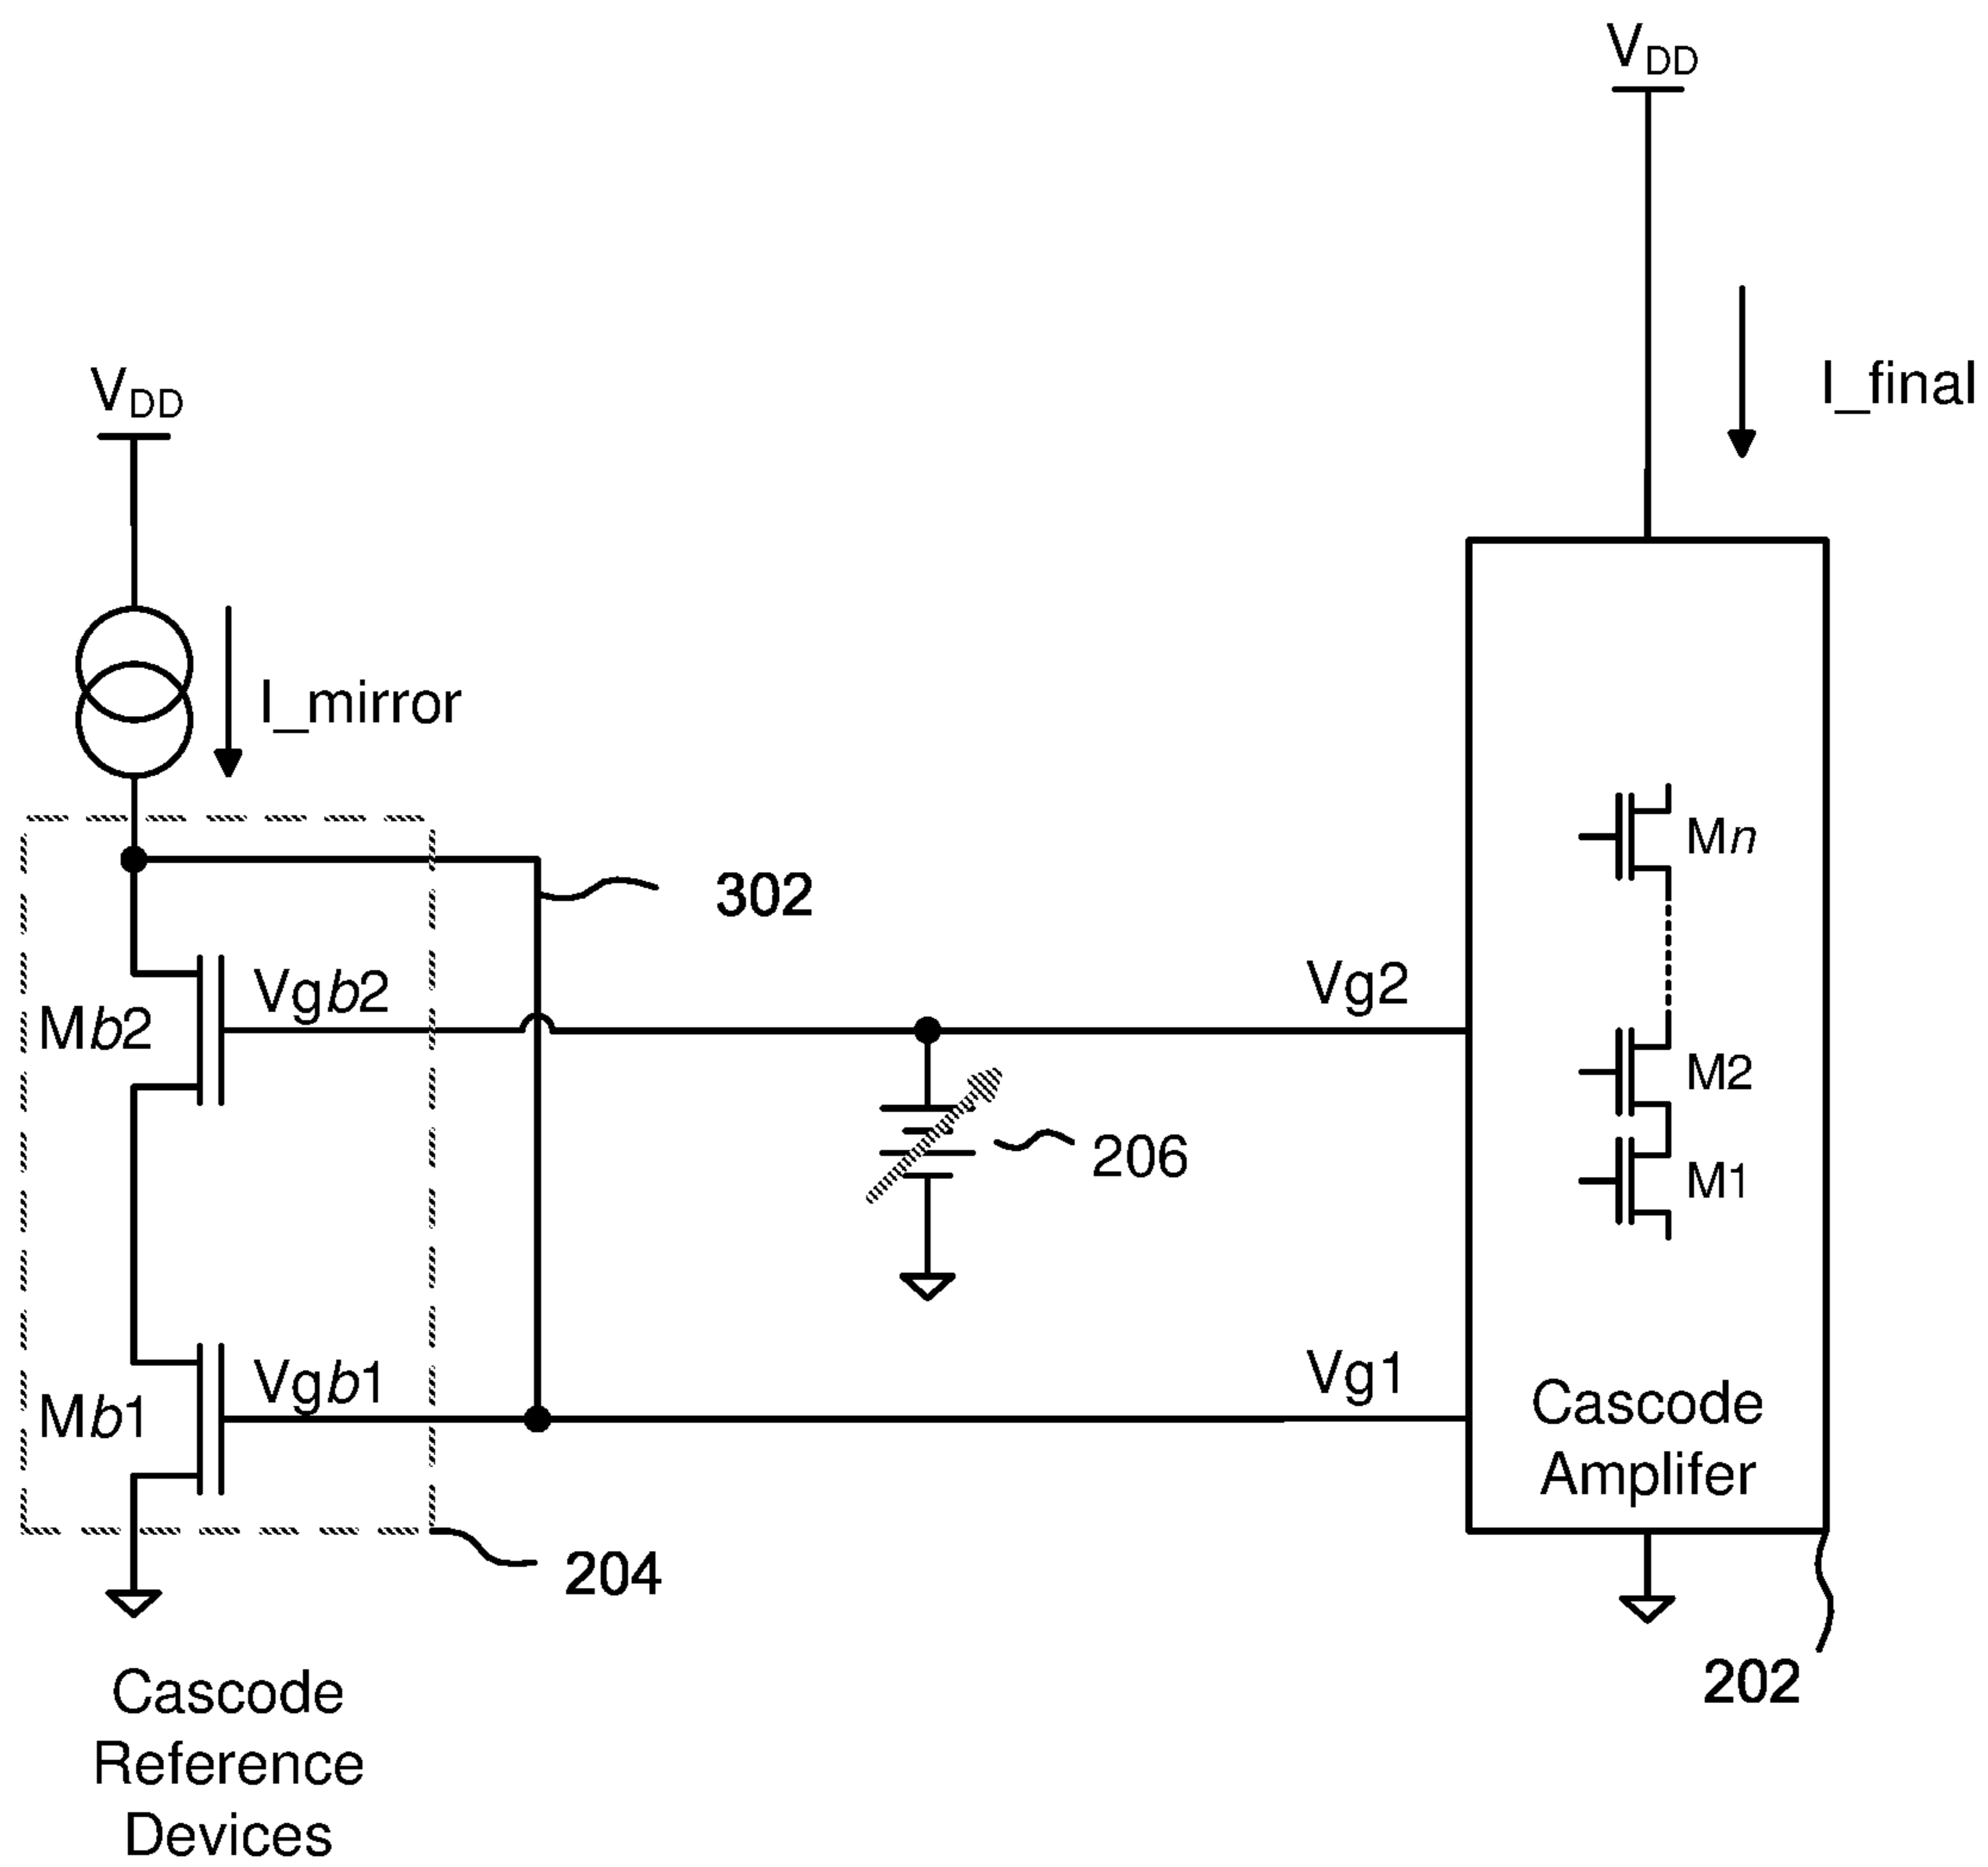 VDD
I_final
VDD
I_mirror
302
Mn
Vgb2
Vg2
Mb2
M2
206
M1
Vgb1
Vg1
Mb1
Cascode
Amplifer
204
202
Cascode
Reference
Devices